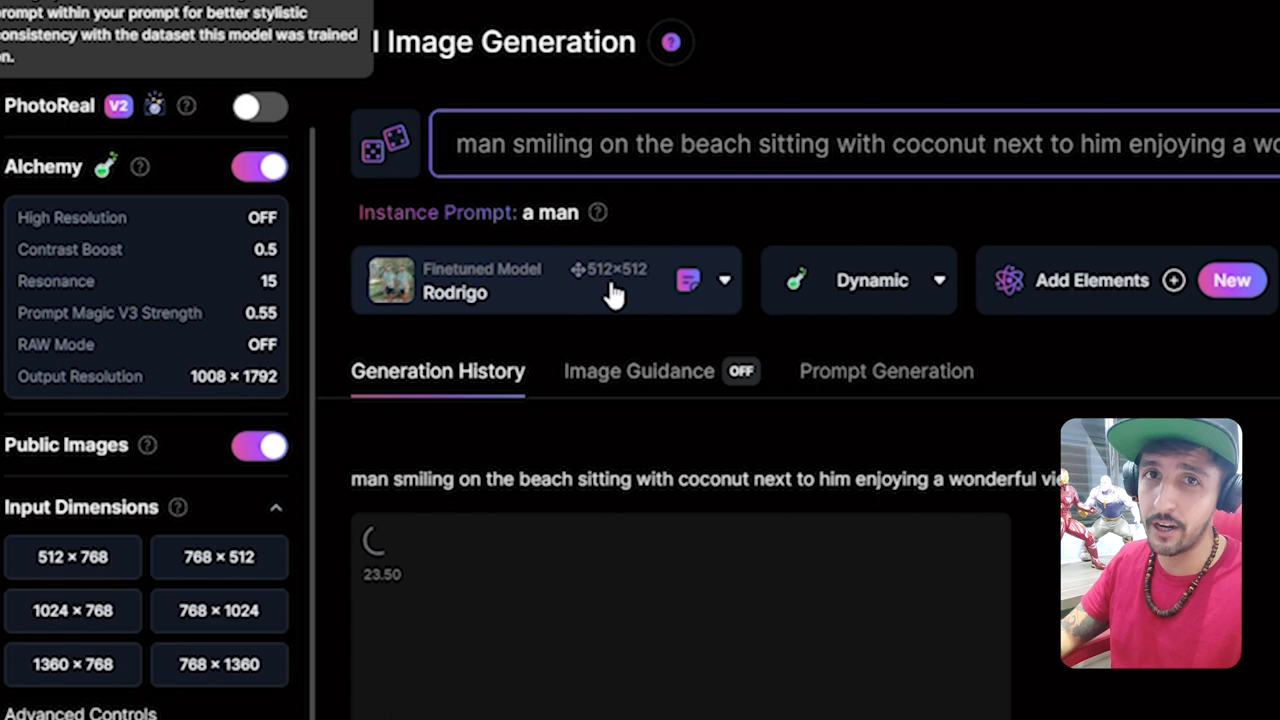 prompt within your prompt for better stylistic
consistency with the dataset this model was trained
on.
Image Generation
?
PhotoReal V2 ?
man smiling on the beach sitting with coconut next to him enjoying a wo
Alchemy ?
High Resolution OFF
Contrast Boost 0.5
Resonance 15
Prompt Magic V3 Strength 0.55
RAW Mode OFF
Output Resolution 1008 × 1792
Instance Prompt: a man ?
Finetuned Model 512×512
Rodrigo
Dynamic
Add Elements New
Generation History
Image Guidance OFF
Prompt Generation
Public Images ?
man smiling on the beach sitting with coconut next to him enjoying a wonderful vi
23.50
Input Dimensions ?
512 × 768 768 × 512
1024 × 768 768 × 1024
1360 × 768 768 × 1360
Advanced Controls